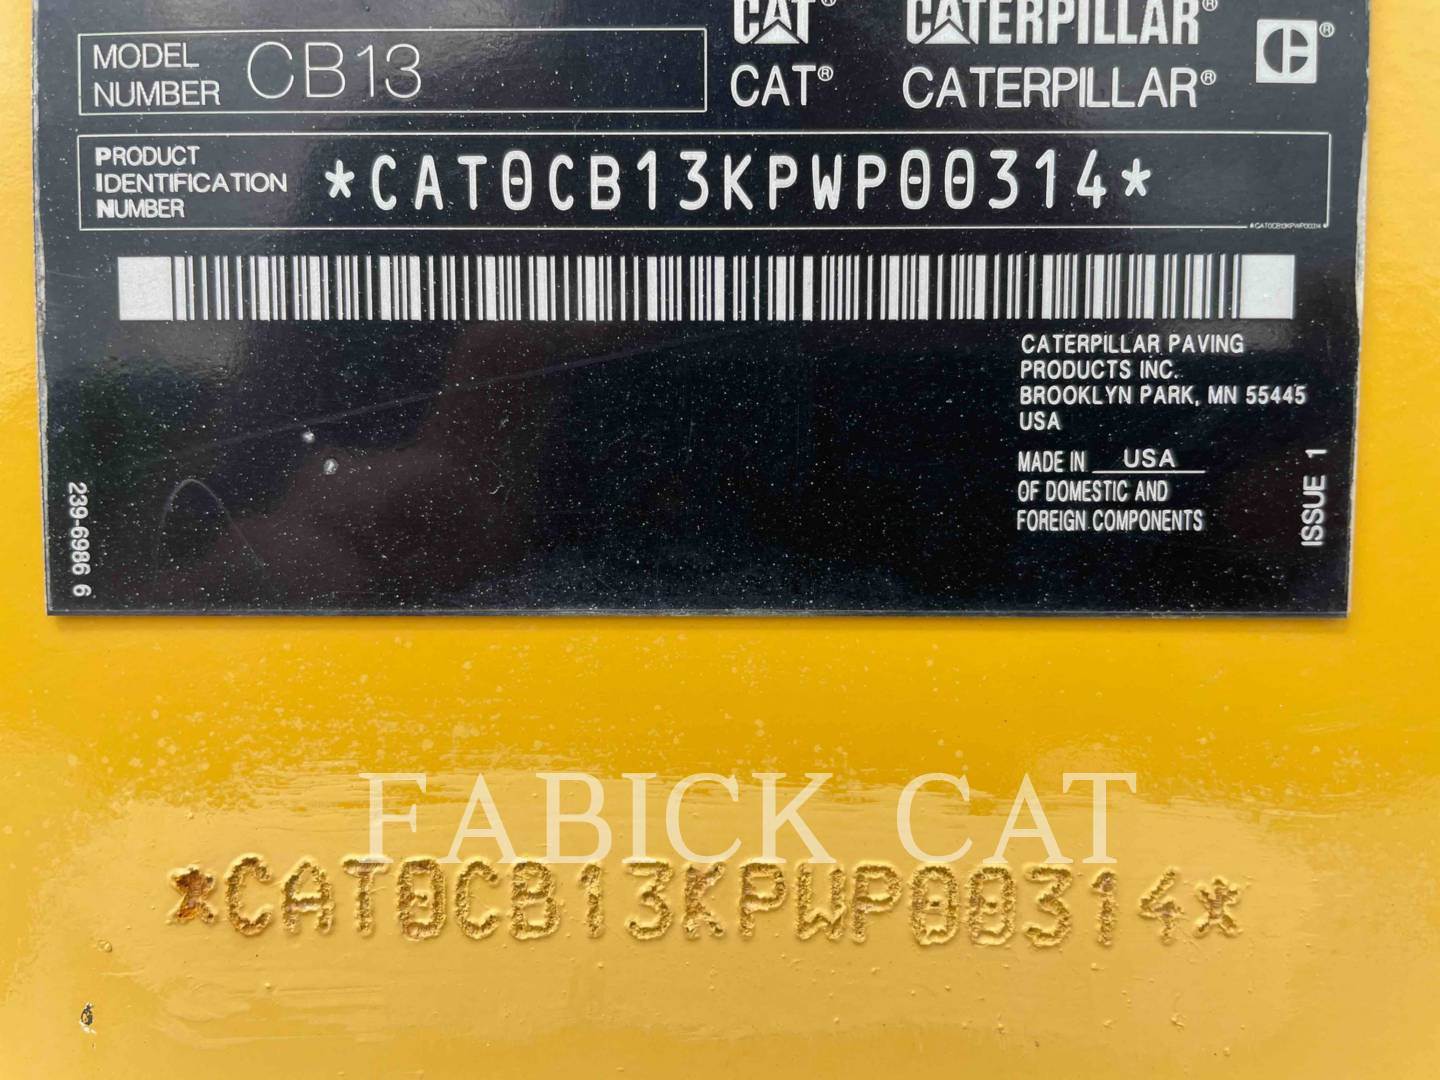 CAT® CATERPILLAR®
MODEL NUMBER CB13
CAT® CATERPILLAR®
PRODUCT IDENTIFICATION NUMBER *CAT0CB13KPWP00314*
*CAT0CB13KPWP00314*
CATERPILLAR PAVING
PRODUCTS INC.
BROOKLYN PARK, MN 55445
USA
MADE IN USA
OF DOMESTIC AND
FOREIGN COMPONENTS
ISSUE 1
239-6986 6
FABICK CAT
*CAT0CB13KPWP00314*